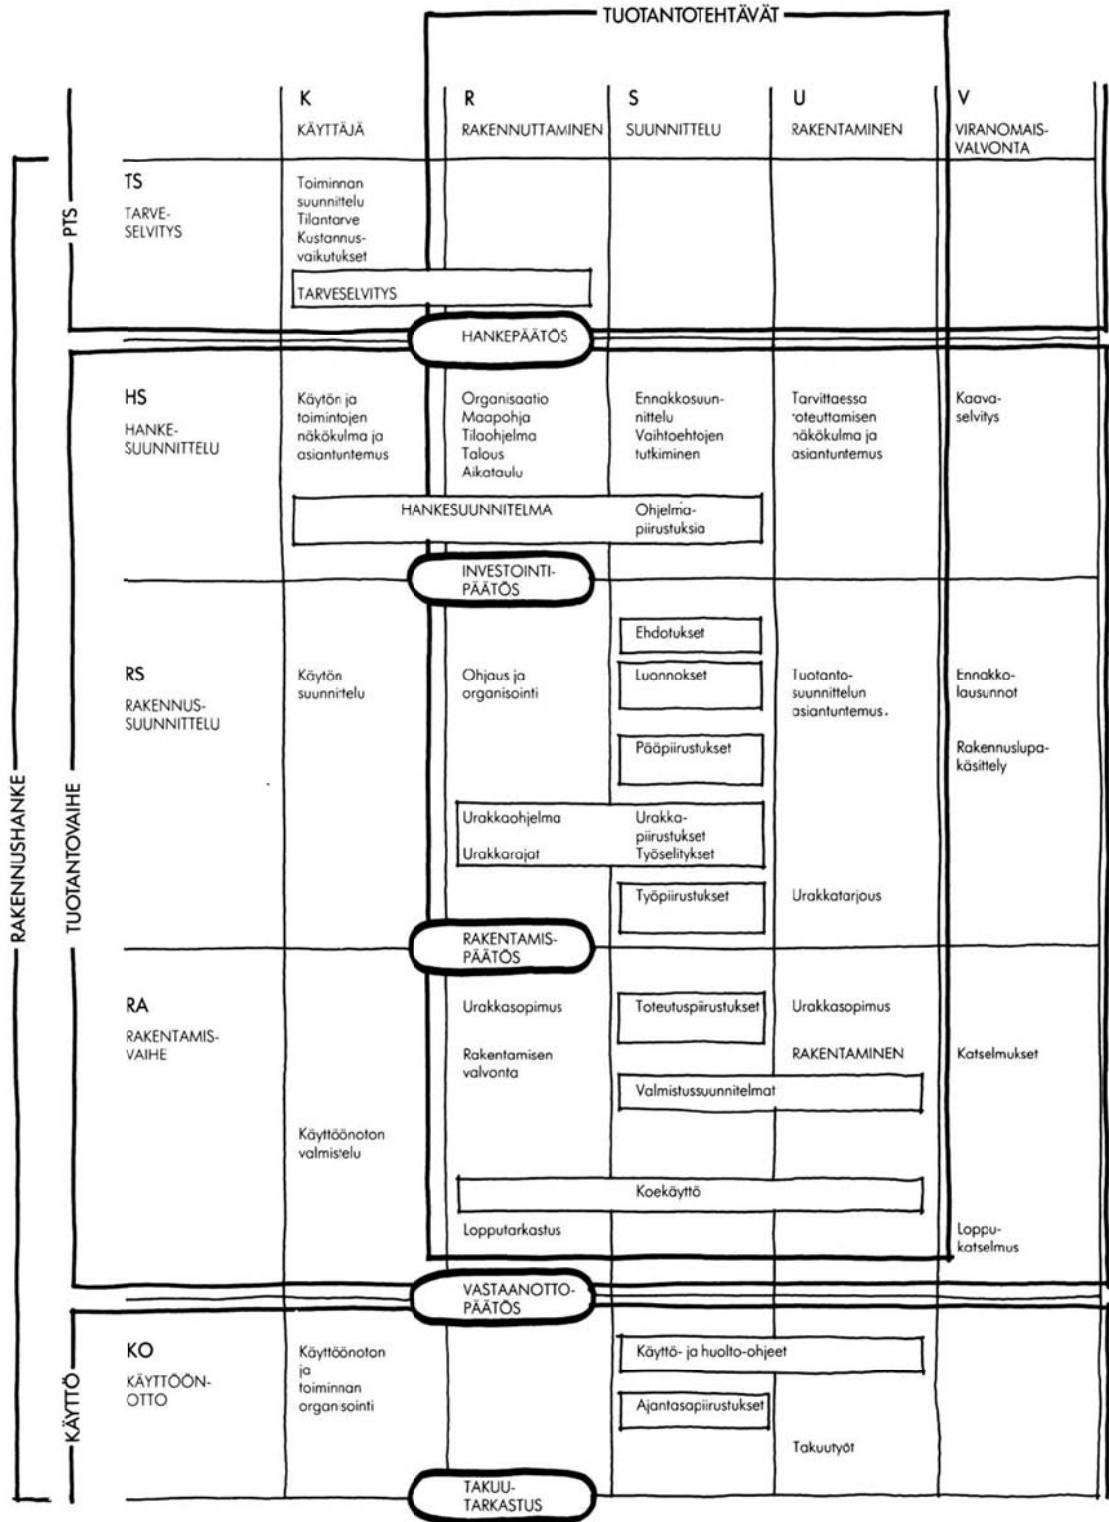 TUOTANTOTEHTÄVÄT
K
R
S
U
V
KÄYTTÄJÄ
RAKENNUTTAMINEN
SUUNNITTELU
RAKENTAMINEN
VIRANOMAIS-
VALVONTA
RAKENNUSHANKE
PTS
TS
TARVE-
SELVITYS
Toiminnan
suunnittelu
Tilantarve
Kustannus-
vaikutukset
TARVESELVITYS
HANKEPÄÄTÖS
TUOTANTOVAIHE
HS
HANKE-
SUUNNITTELU
Käytön ja
toimintojen
näkökulma ja
asiantuntemus
Organisaatio
Maapohja
Tilaohjelma
Talous
Aikataulu
Ennakkosuun-
nittelu
Vaihtoehtojen
tutkiminen
Tarvittaessa
toteuttamisen
näkökulma ja
asiantuntemus
Kaava-
selvitys
HANKESUUNNITELMA
Ohjelma-
piirustuksia
INVESTOINTI-
PÄÄTÖS
RS
RAKENNUS-
SUUNNITTELU
Käytön
suunnittelu
Ohjaus ja
organisointi
Ehdotukset
Luonnokset
Tuotanto-
suunnittelun
asiantuntemus.
Ennakko-
lausunnot
Pääpiirustukset
Rakennuslupa-
käsittely
Urakkaohjelma
Urakkarajat
Urakka-
piirustukset
Työselitykset
Työpiirustukset
Urakkatarjous
RAKENTAMIS-
PÄÄTÖS
RA
RAKENTAMIS-
VAIHE
Urakkasopimus
Toteutuspiirustukset
Urakkasopimus
Rakentamisen
valvonta
RAKENTAMINEN
Katselmukset
Valmistussuunnitelmat
Käyttöönoton
valmistelu
Koekäyttö
Lopputarkastus
Loppu-
katselmus
VASTAANOTTO-
PÄÄTÖS
KÄYTTÖ
KO
KÄYTTÖÖN-
OTTO
Käyttöönoton
ja
toiminnan
organisointi
Käyttö- ja huolto-ohjeet
Ajantasapiirustukset
Takuutyöt
TAKUU-
TARKASTUS